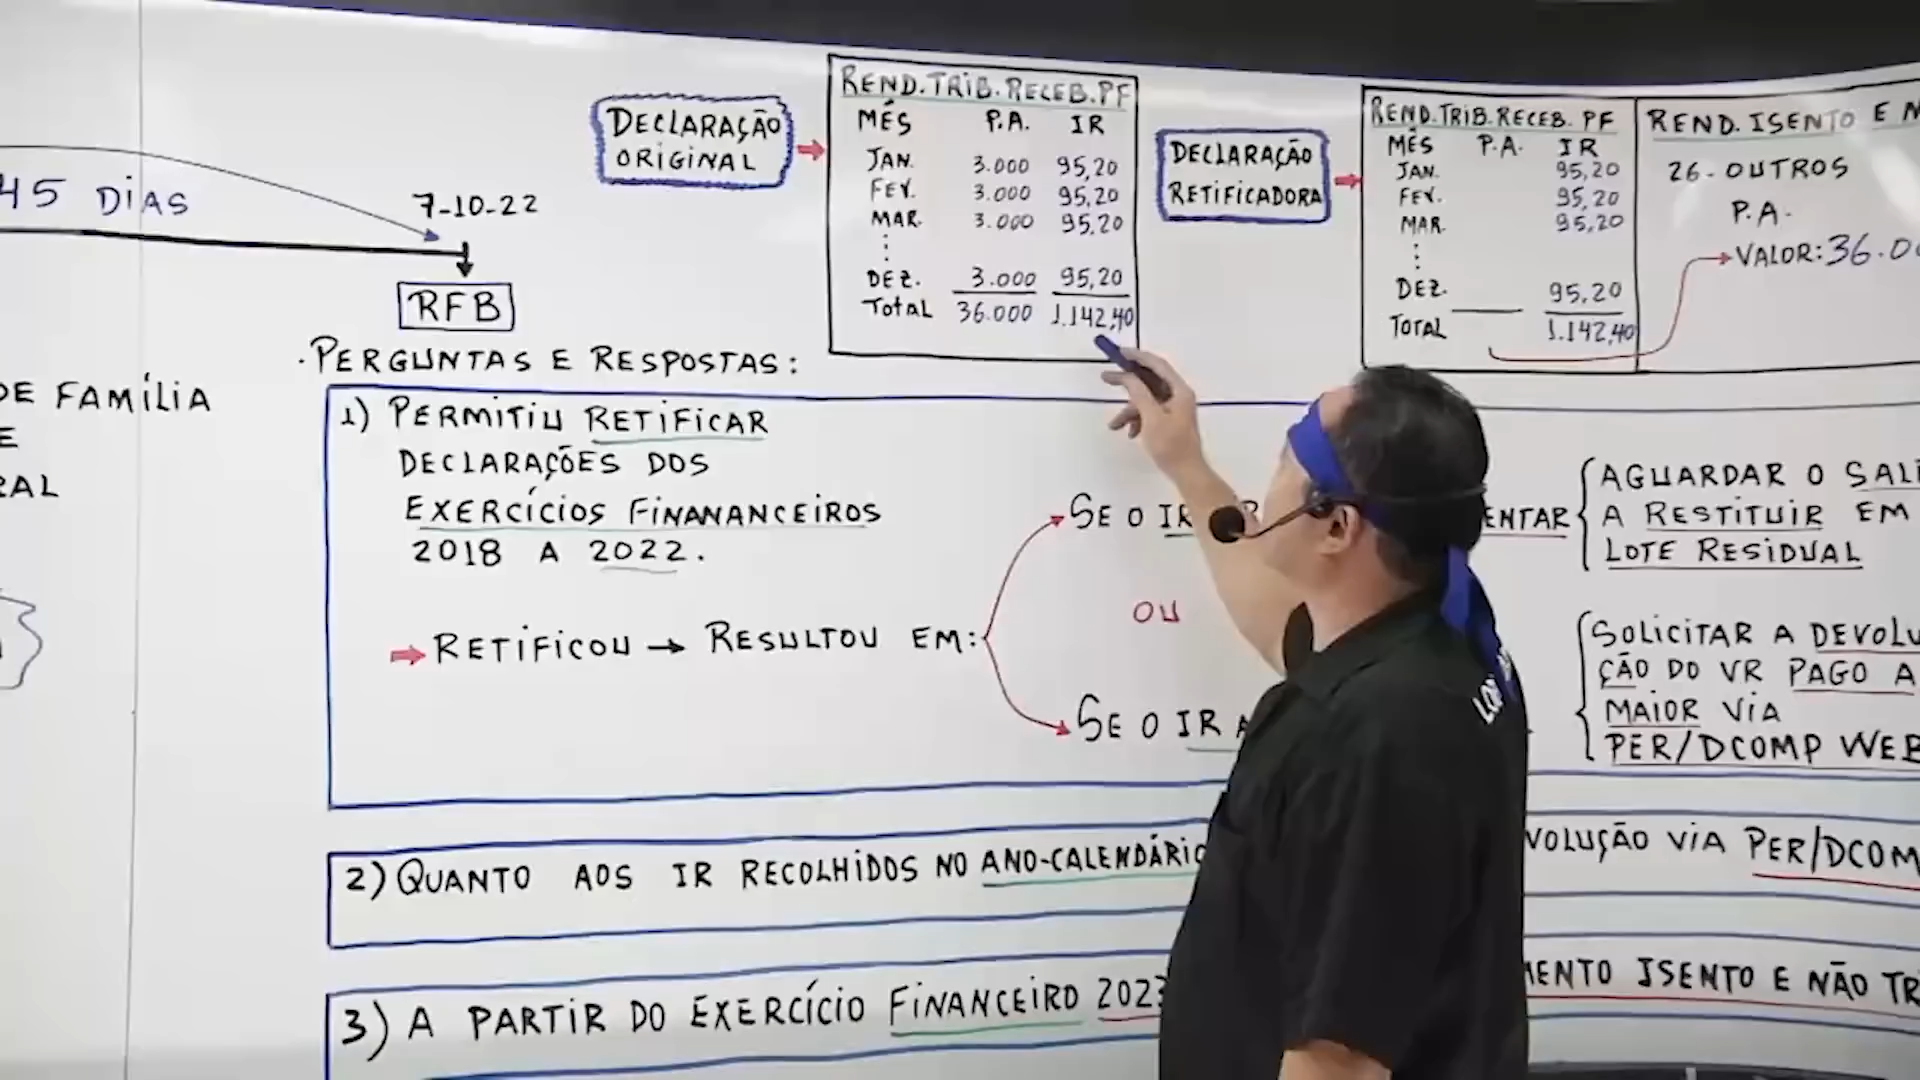 45 DIAS
7-10-22
RFB
DE FAMÍLIA
E
RAL
DECLARAÇÃO
ORIGINAL
REND.TRIB.RECEB.PF
MÊS P.A. IR
JAN. 3.000 95,20
FEV. 3.000 95,20
MAR. 3.000 95,20
DEZ. 3.000 95,20
TOTAL 36.000 1.142,40
DECLARAÇÃO
RETIFICADORA
REND.TRIB.RECEB.PF
MÊS P.A. IR
JAN. 95,20
FEV. 95,20
MAR. 95,20
DEZ. 95,20
TOTAL 1.142,40
REND.ISENTO E N
26-OUTROS
P.A.
VALOR:36.00
• PERGUNTAS E RESPOSTAS:
1) PERMITIU RETIFICAR
DECLARAÇÕES DOS
EXERCÍCIOS FINANANCEIROS
2018 A 2022.
RETIFICOU → RESULTOU EM:
SE O IR
ENTAR
AGUARDAR O SAL
A RESTITUIR EM
LOTE RESIDUAL
OU
SE O IR A
SOLICITAR A DEVOLU
ÇÃO DO VR PAGO A
MAIOR VIA
PER/DCOMP WEB
2) QUANTO AOS IR RECOLHIDOS NO ANO-CALENDÁRIO
VOLUÇÃO VIA PER/DCOM
3) A PARTIR DO EXERCÍCIO FINANCEIRO 2023
MENTO ISENTO E NÃO TR